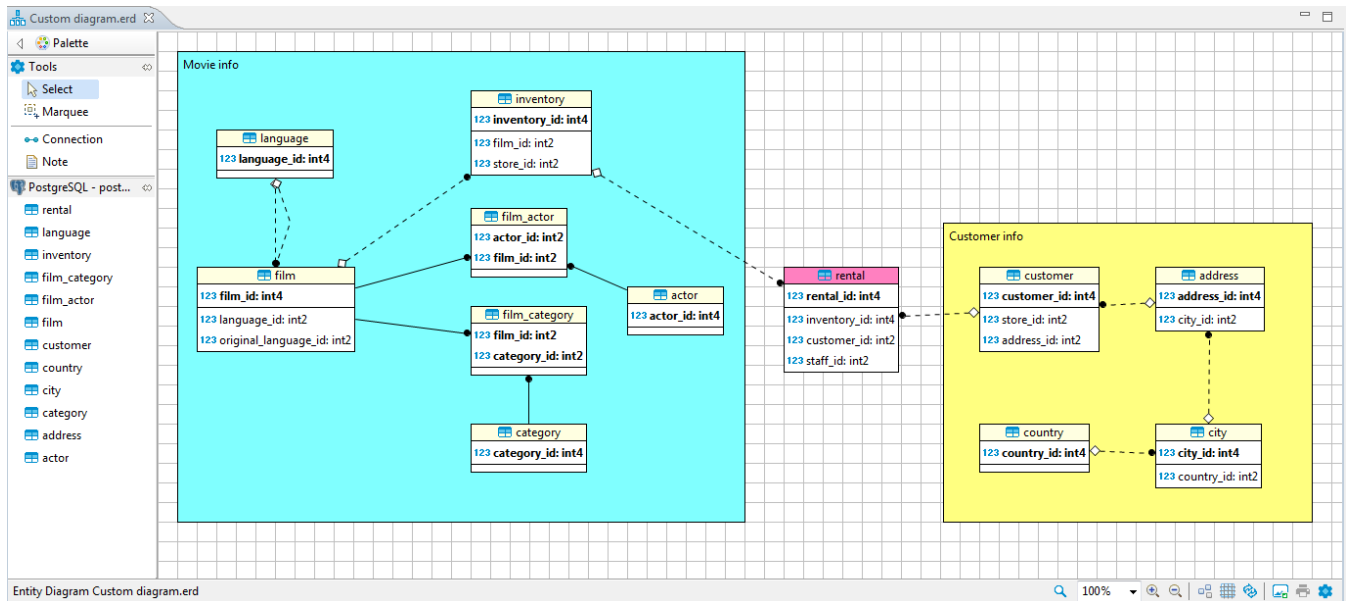 Custom diagram.erd
Palette
Tools
Select
Marquee
Connection
Note
PostgreSQL - post...
rental
language
inventory
film_category
film_actor
film
customer
country
city
category
address
actor
Movie info
language
123 language_id: int4
inventory
123 inventory_id: int4
123 film_id: int2
123 store_id: int2
film_actor
123 actor_id: int2
123 film_id: int2
film
123 film_id: int4
123 language_id: int2
123 original_language_id: int2
actor
123 actor_id: int4
film_category
123 film_id: int2
123 category_id: int2
category
123 category_id: int4
rental
123 rental_id: int4
123 inventory_id: int4
123 customer_id: int2
123 staff_id: int2
Customer info
customer
123 customer_id: int4
123 store_id: int2
123 address_id: int2
address
123 address_id: int4
123 city_id: int2
country
123 country_id: int4
city
123 city_id: int4
123 country_id: int2
Entity Diagram Custom diagram.erd
100%